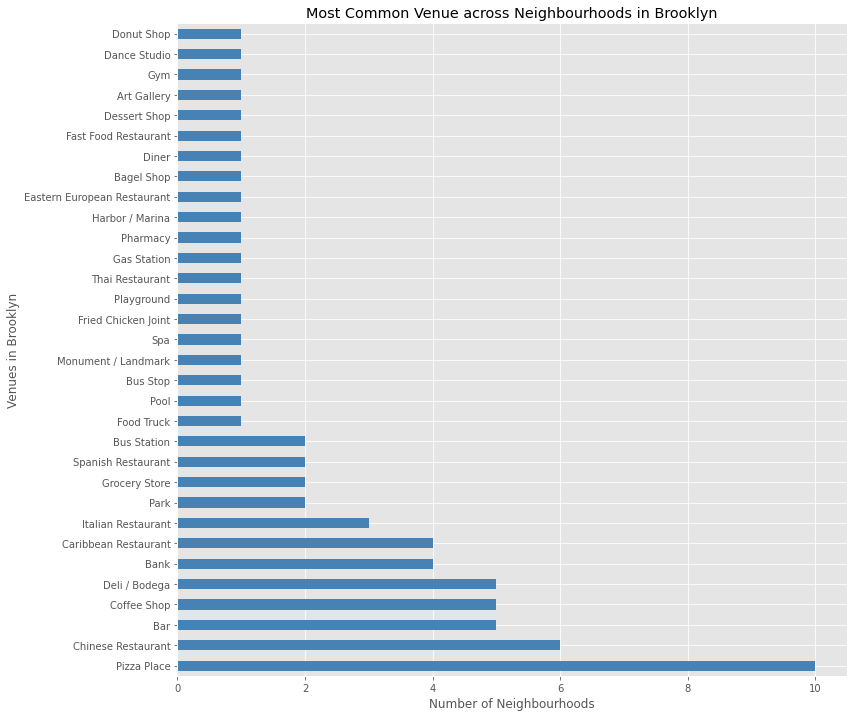 Most Common Venue across Neighbourhoods in Brooklyn
Donut Shop
Dance Studio
Gym
Art Gallery
Dessert Shop
Fast Food Restaurant
Diner
Bagel Shop
Eastern European Restaurant
Harbor / Marina
Pharmacy
Gas Station
Thai Restaurant
Playground
Fried Chicken Joint
Spa
Monument / Landmark
Bus Stop
Pool
Food Truck
Bus Station
Spanish Restaurant
Grocery Store
Park
Italian Restaurant
Caribbean Restaurant
Bank
Deli / Bodega
Coffee Shop
Bar
Chinese Restaurant
Pizza Place
Venues in Brooklyn
0 2 4 6 8 10
Number of Neighbourhoods